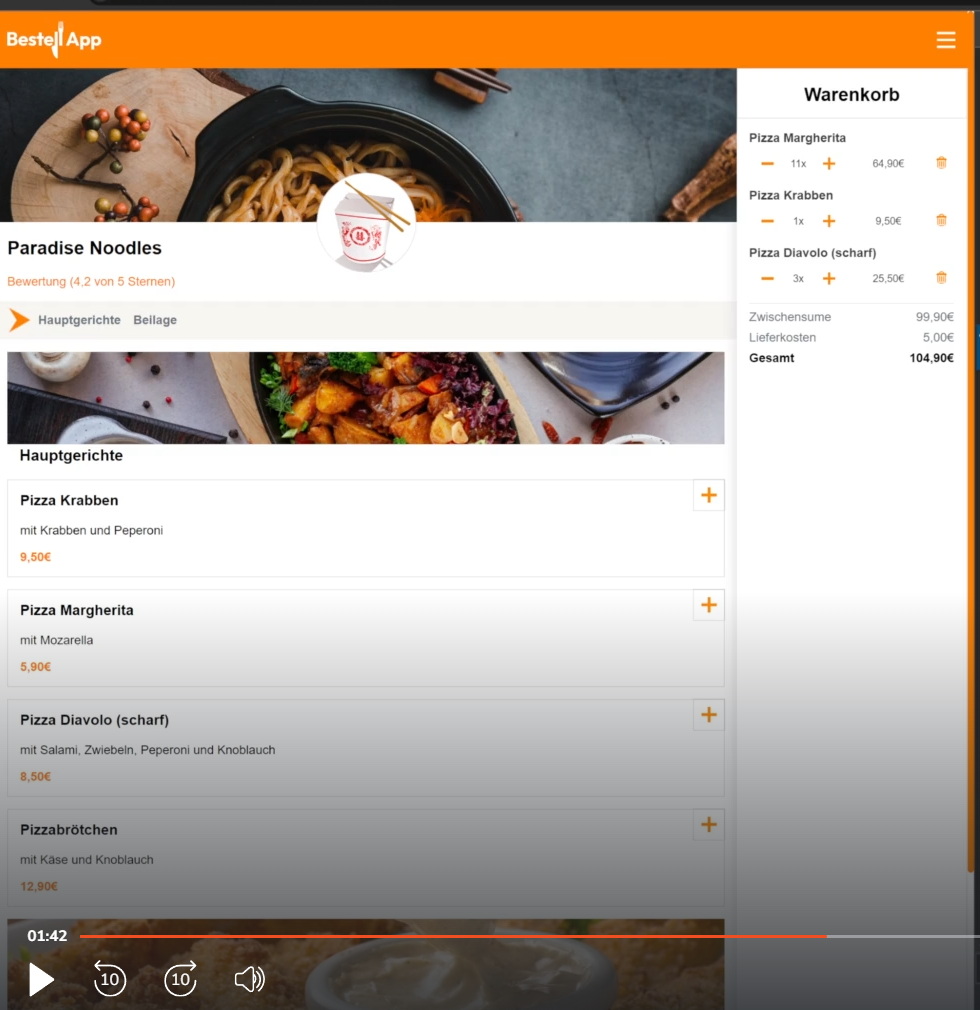 Bestell App
Warenkorb
Pizza Margherita
11x 64,90€
Pizza Krabben
1x 9,50€
Pizza Diavolo (scharf)
3x 25,50€
Zwischensume 99,90€
Lieferkosten 5,00€
Gesamt 104,90€
Paradise Noodles
Bewertung (4,2 von 5 Sternen)
Hauptgerichte Beilage
Hauptgerichte
Pizza Krabben
mit Krabben und Peperoni
9,50€
Pizza Margherita
mit Mozarella
5,90€
Pizza Diavolo (scharf)
mit Salami, Zwiebeln, Peperoni und Knoblauch
8,50€
Pizzabrötchen
mit Käse und Knoblauch
12,90€
01:42
10 10